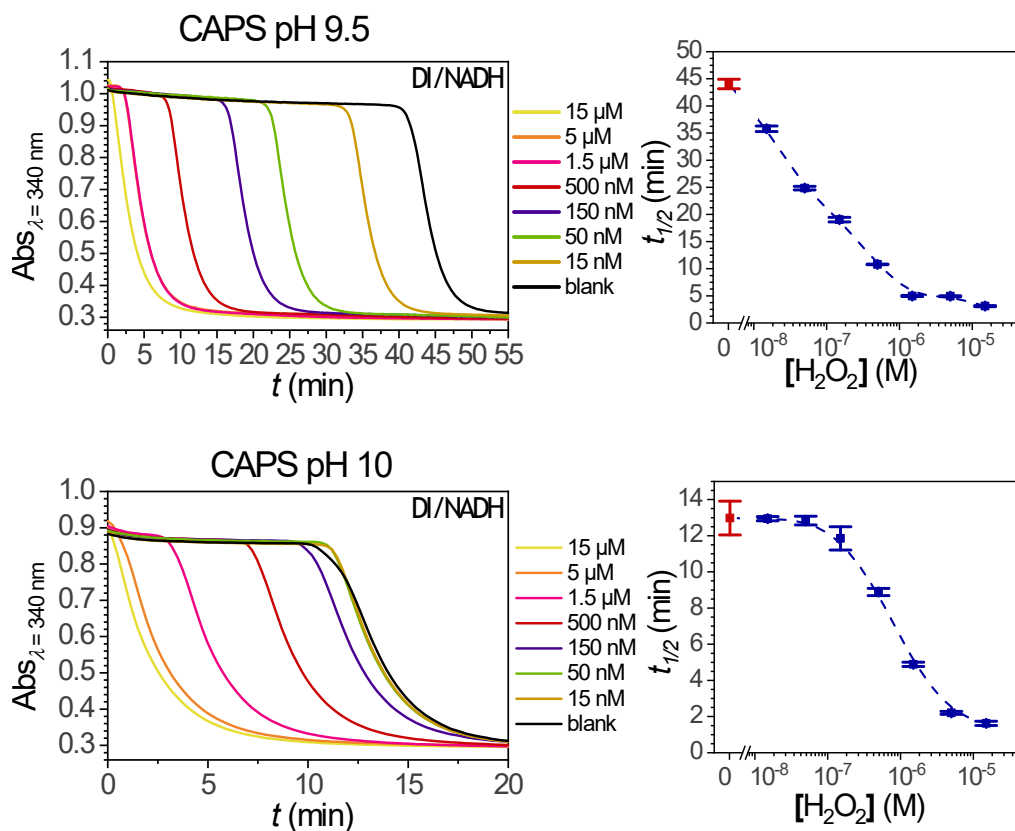 CAPS pH 9.5
DI/NADH
1.1
1.0
0.9
0.8
0.7
0.6
0.5
0.4
0.3
Abs λ = 340 nm
0 5 10 15 20 25 30 35 40 45 50 55
t (min)
15 µM
5 µM
1.5 µM
500 nM
150 nM
50 nM
15 nM
blank
50
45
40
35
30
25
20
15
10
5
0
t1/2 (min)
0 10⁻⁸ 10⁻⁷ 10⁻⁶ 10⁻⁵
[H₂O₂] (M)
CAPS pH 10
DI/NADH
1.0
0.9
0.8
0.7
0.6
0.5
0.4
0.3
Abs λ = 340 nm
0 5 10 15 20
t (min)
15 µM
5 µM
1.5 µM
500 nM
150 nM
50 nM
15 nM
blank
14
12
10
8
6
4
2
0
t1/2 (min)
0 10⁻⁸ 10⁻⁷ 10⁻⁶ 10⁻⁵
[H₂O₂] (M)